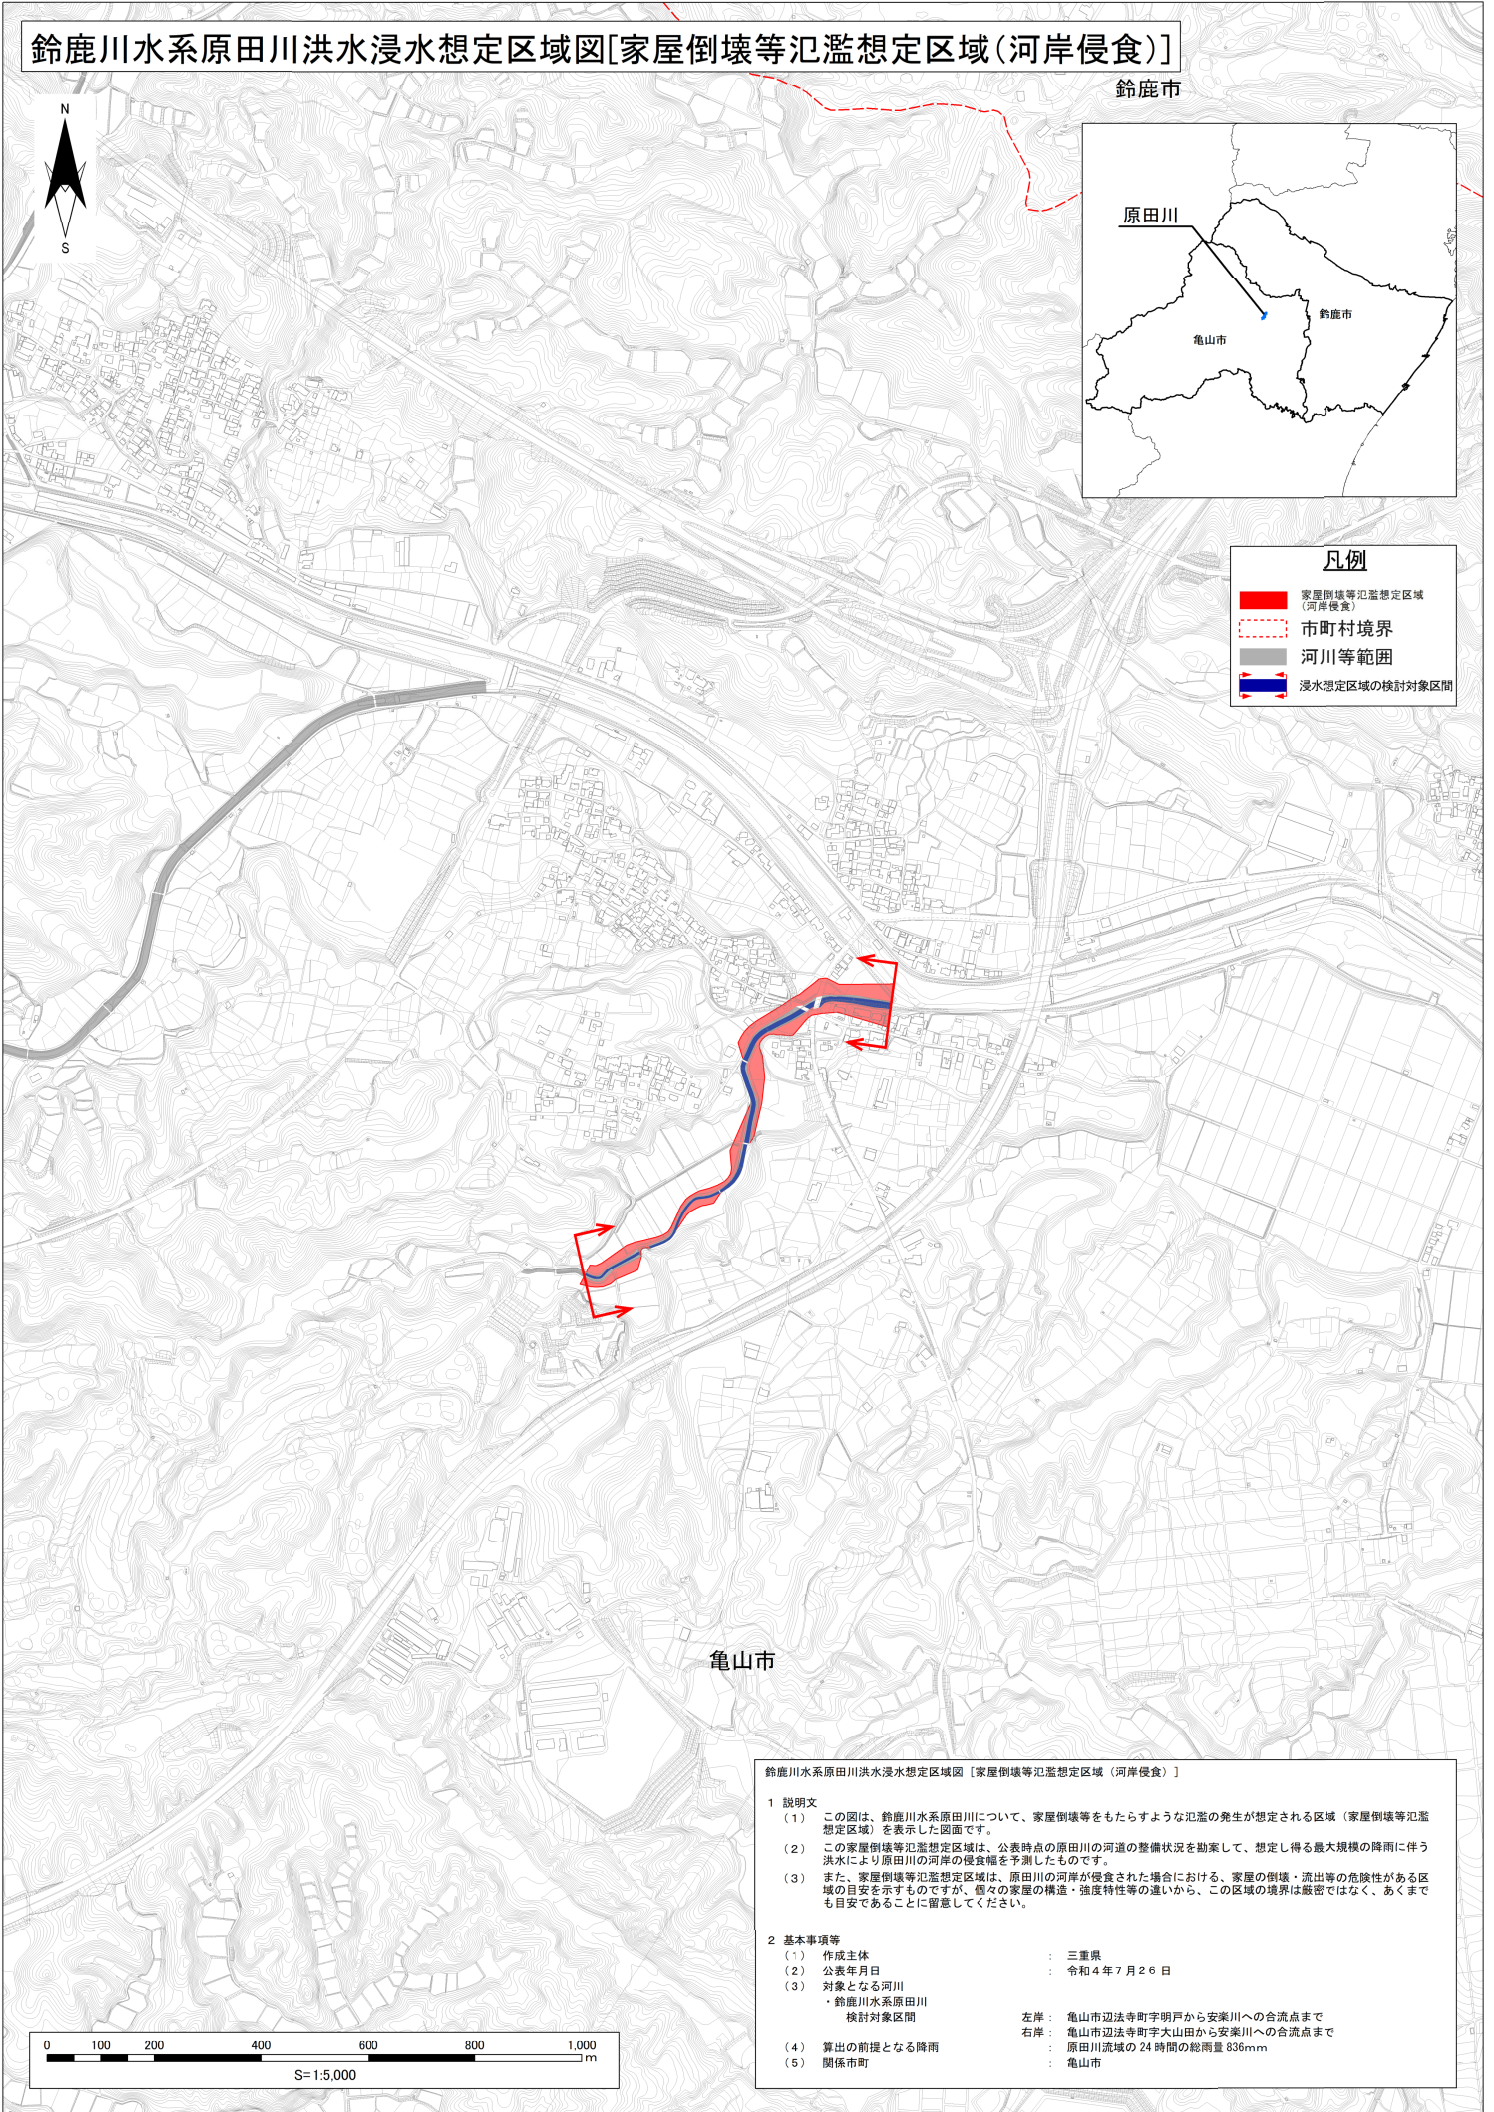 鈴鹿川水系原田川洪水浸水想定区域図[家屋倒壊等氾濫想定区域(河岸侵食)]
鈴鹿市
N
S
原田川
鈴鹿市
亀山市
凡例
家屋倒壊等氾濫想定区域
(河岸侵食)
市町村境界
河川等範囲
浸水想定区域の検討対象区間
亀山市
鈴鹿川水系原田川洪水浸水想定区域図［家屋倒壊等氾濫想定区域（河岸侵食）］
1 説明文
（1） この図は、鈴鹿川水系原田川について、家屋倒壊等をもたらすような氾濫の発生が想定される区域（家屋倒壊等氾濫
想定区域）を表示した図面です。
（2） この家屋倒壊等氾濫想定区域は、公表時点の原田川の河道の整備状況を勘案して、想定し得る最大規模の降雨に伴う
洪水により原田川の河岸の侵食幅を予測したものです。
（3） また、家屋倒壊等氾濫想定区域は、原田川の河岸が侵食された場合における、家屋の倒壊・流出等の危険性がある区
域の目安を示すものですが、個々の家屋の構造・強度特性等の違いから、この区域の境界は厳密ではなく、あくまで
も目安であることに留意してください。
2 基本事項等
（1） 作成主体 ： 三重県
（2） 公表年月日 ： 令和4年7月26日
（3） 対象となる河川
・鈴鹿川水系原田川
検討対象区間 左岸： 亀山市辺法寺町字明戸から安楽川への合流点まで
右岸： 亀山市辺法寺町字大山田から安楽川への合流点まで
（4） 算出の前提となる降雨 ： 原田川流域の24時間の総雨量836mm
（5） 関係市町 ： 亀山市
0 100 200 400 600 800 1,000
m
S=1:5,000